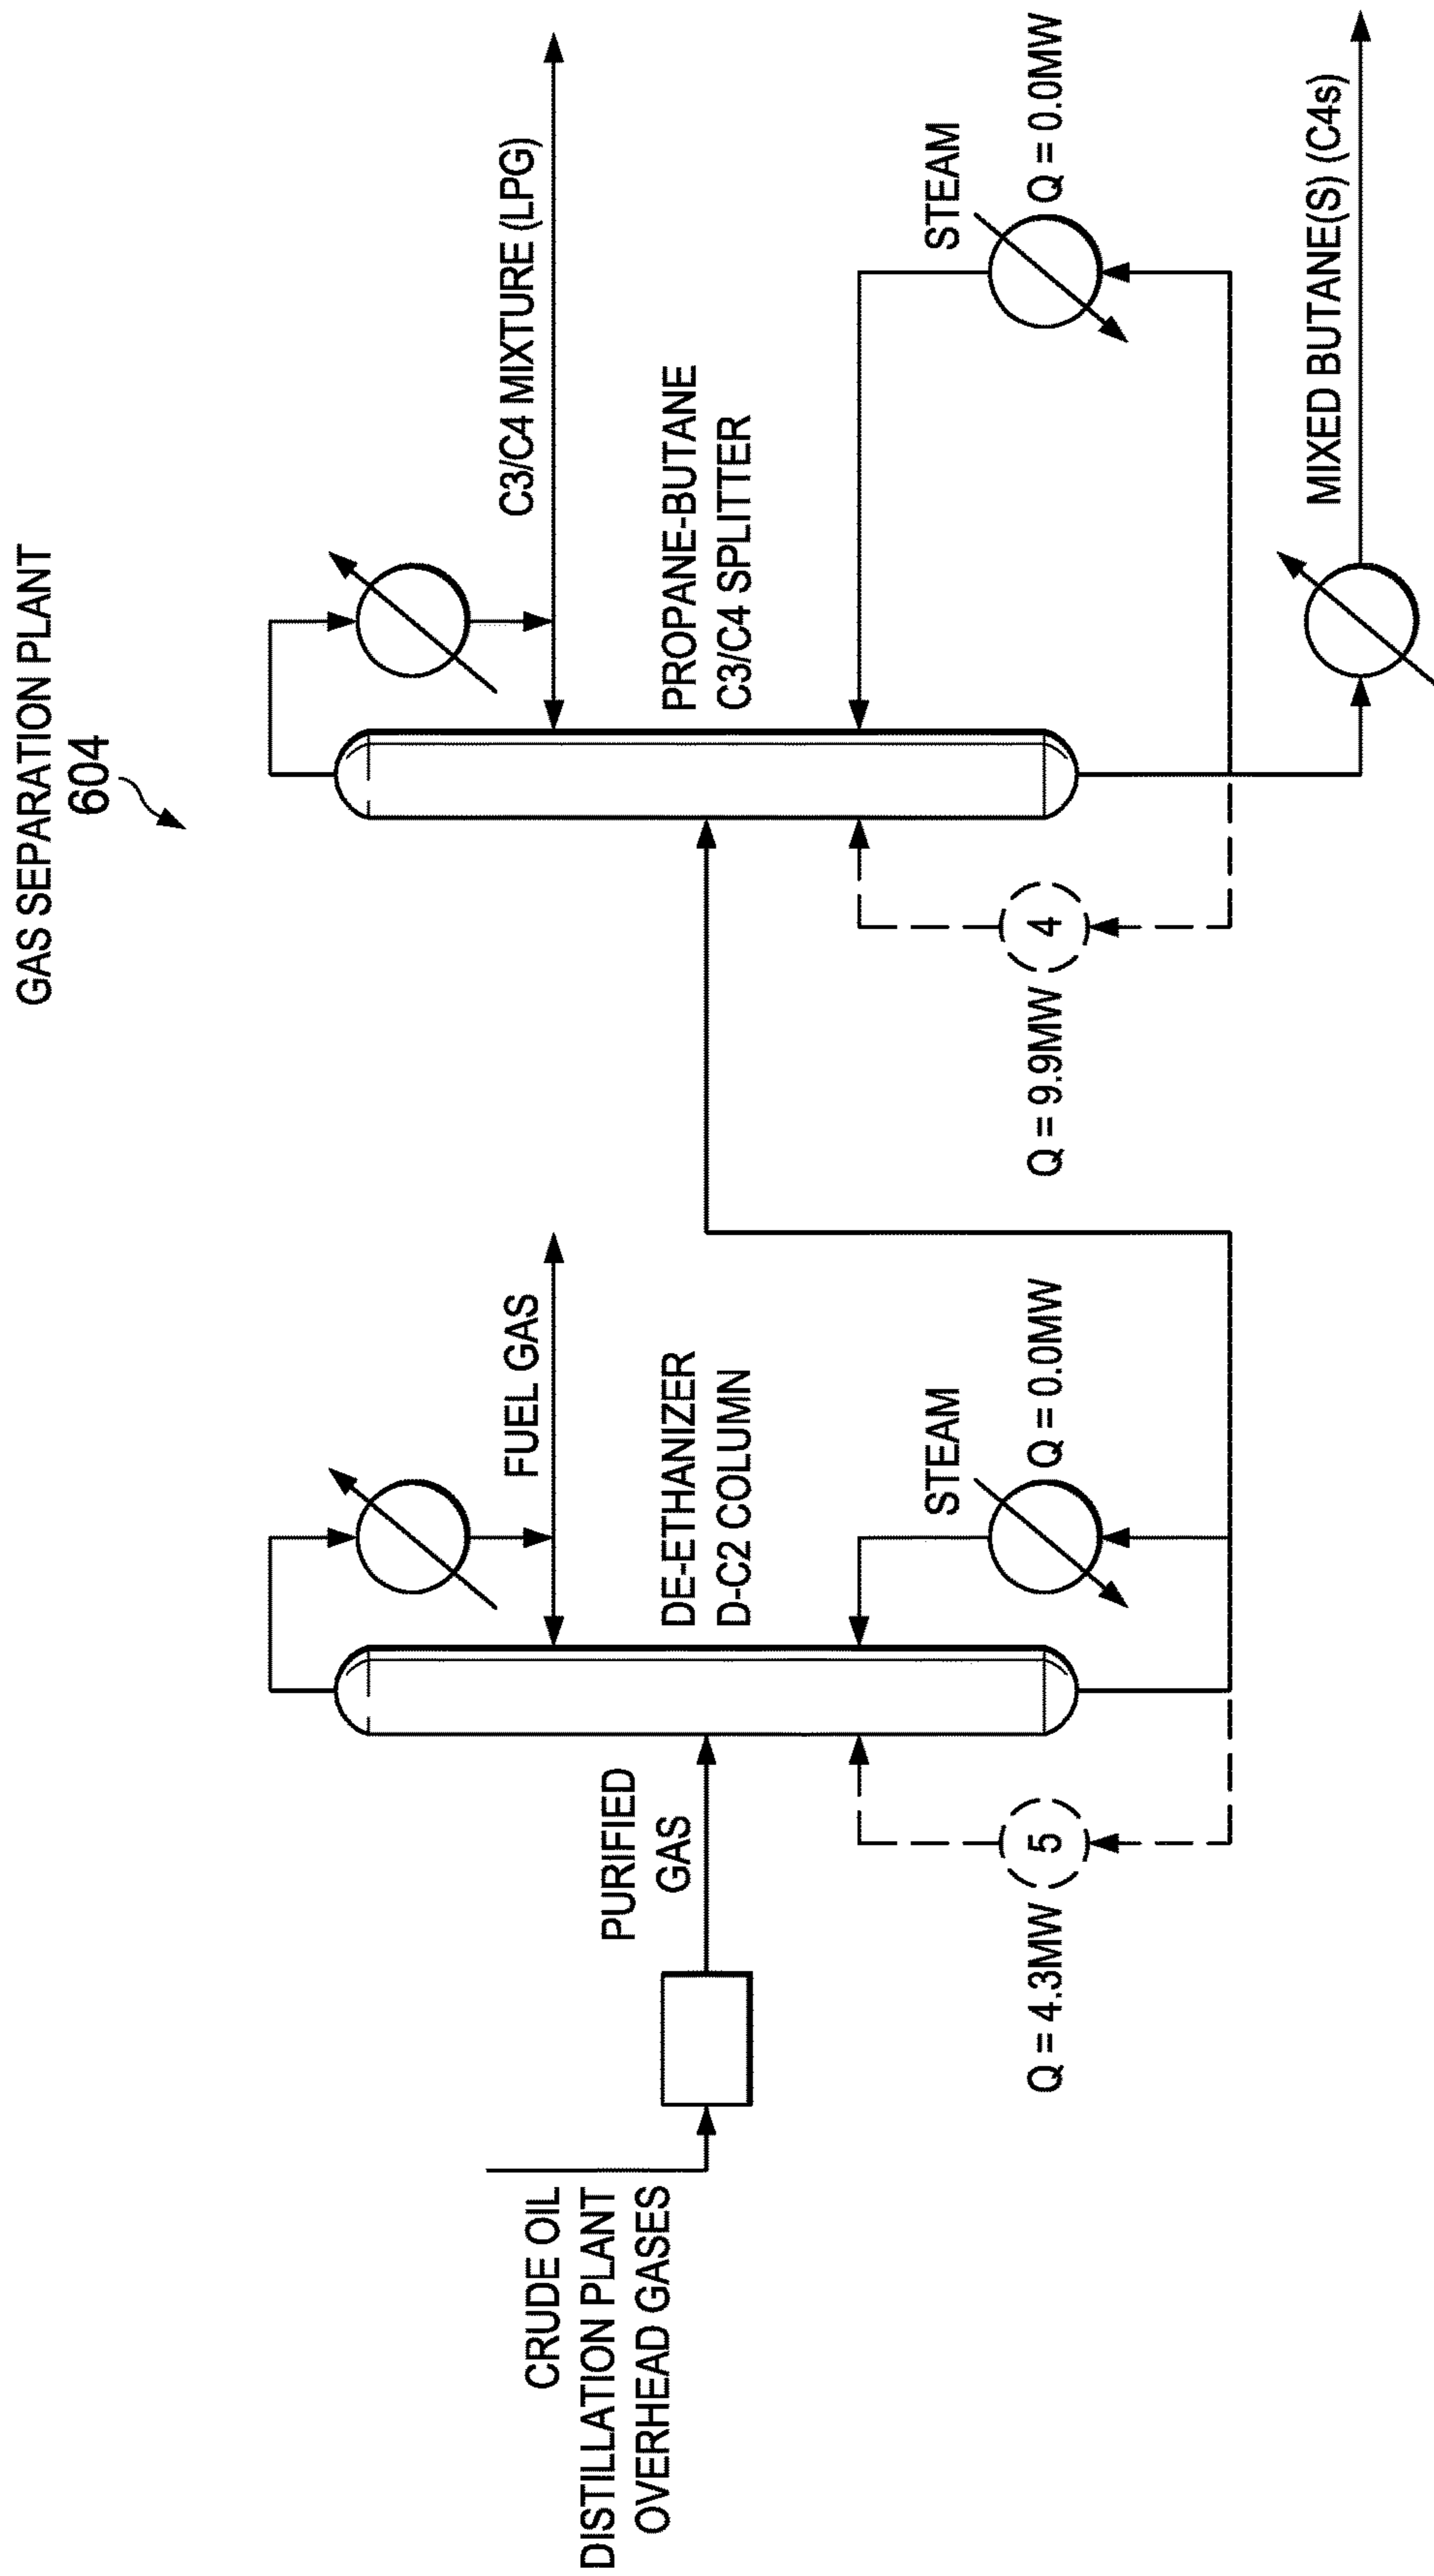 GAS SEPARATION PLANT
604
CRUDE OIL
DISTILLATION PLANT
OVERHEAD GASES
PURIFIED
GAS
FUEL GAS
DE-ETHANIZER
D-C2 COLUMN
STEAM
Q = 0.0MW
5
Q = 4.3MW
C3/C4 MIXTURE (LPG)
PROPANE-BUTANE
C3/C4 SPLITTER
STEAM
Q = 0.0MW
4
Q = 9.9MW
MIXED BUTANE(S) (C4s)